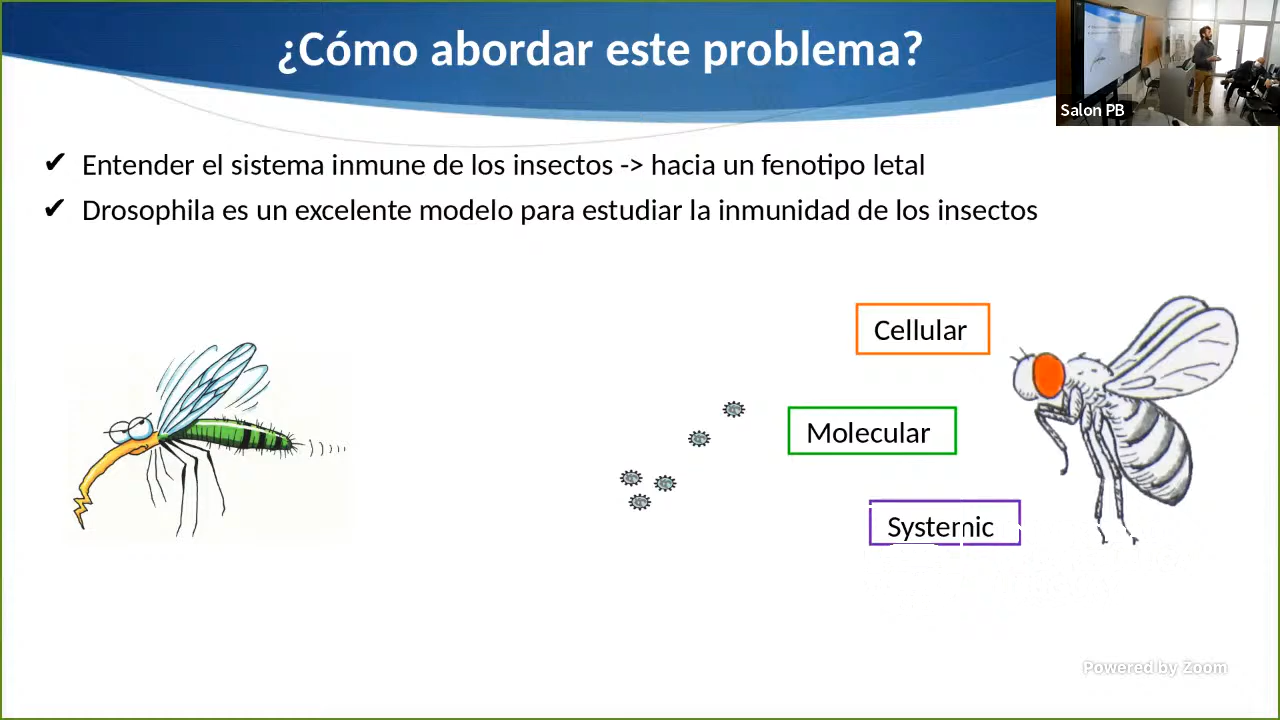 ¿Cómo abordar este problema?
Salon PB
✔ Entender el sistema inmune de los insectos -> hacia un fenotipo letal
✔ Drosophila es un excelente modelo para estudiar la inmunidad de los insectos
Cellular
Molecular
Systemic
Powered by Zoom